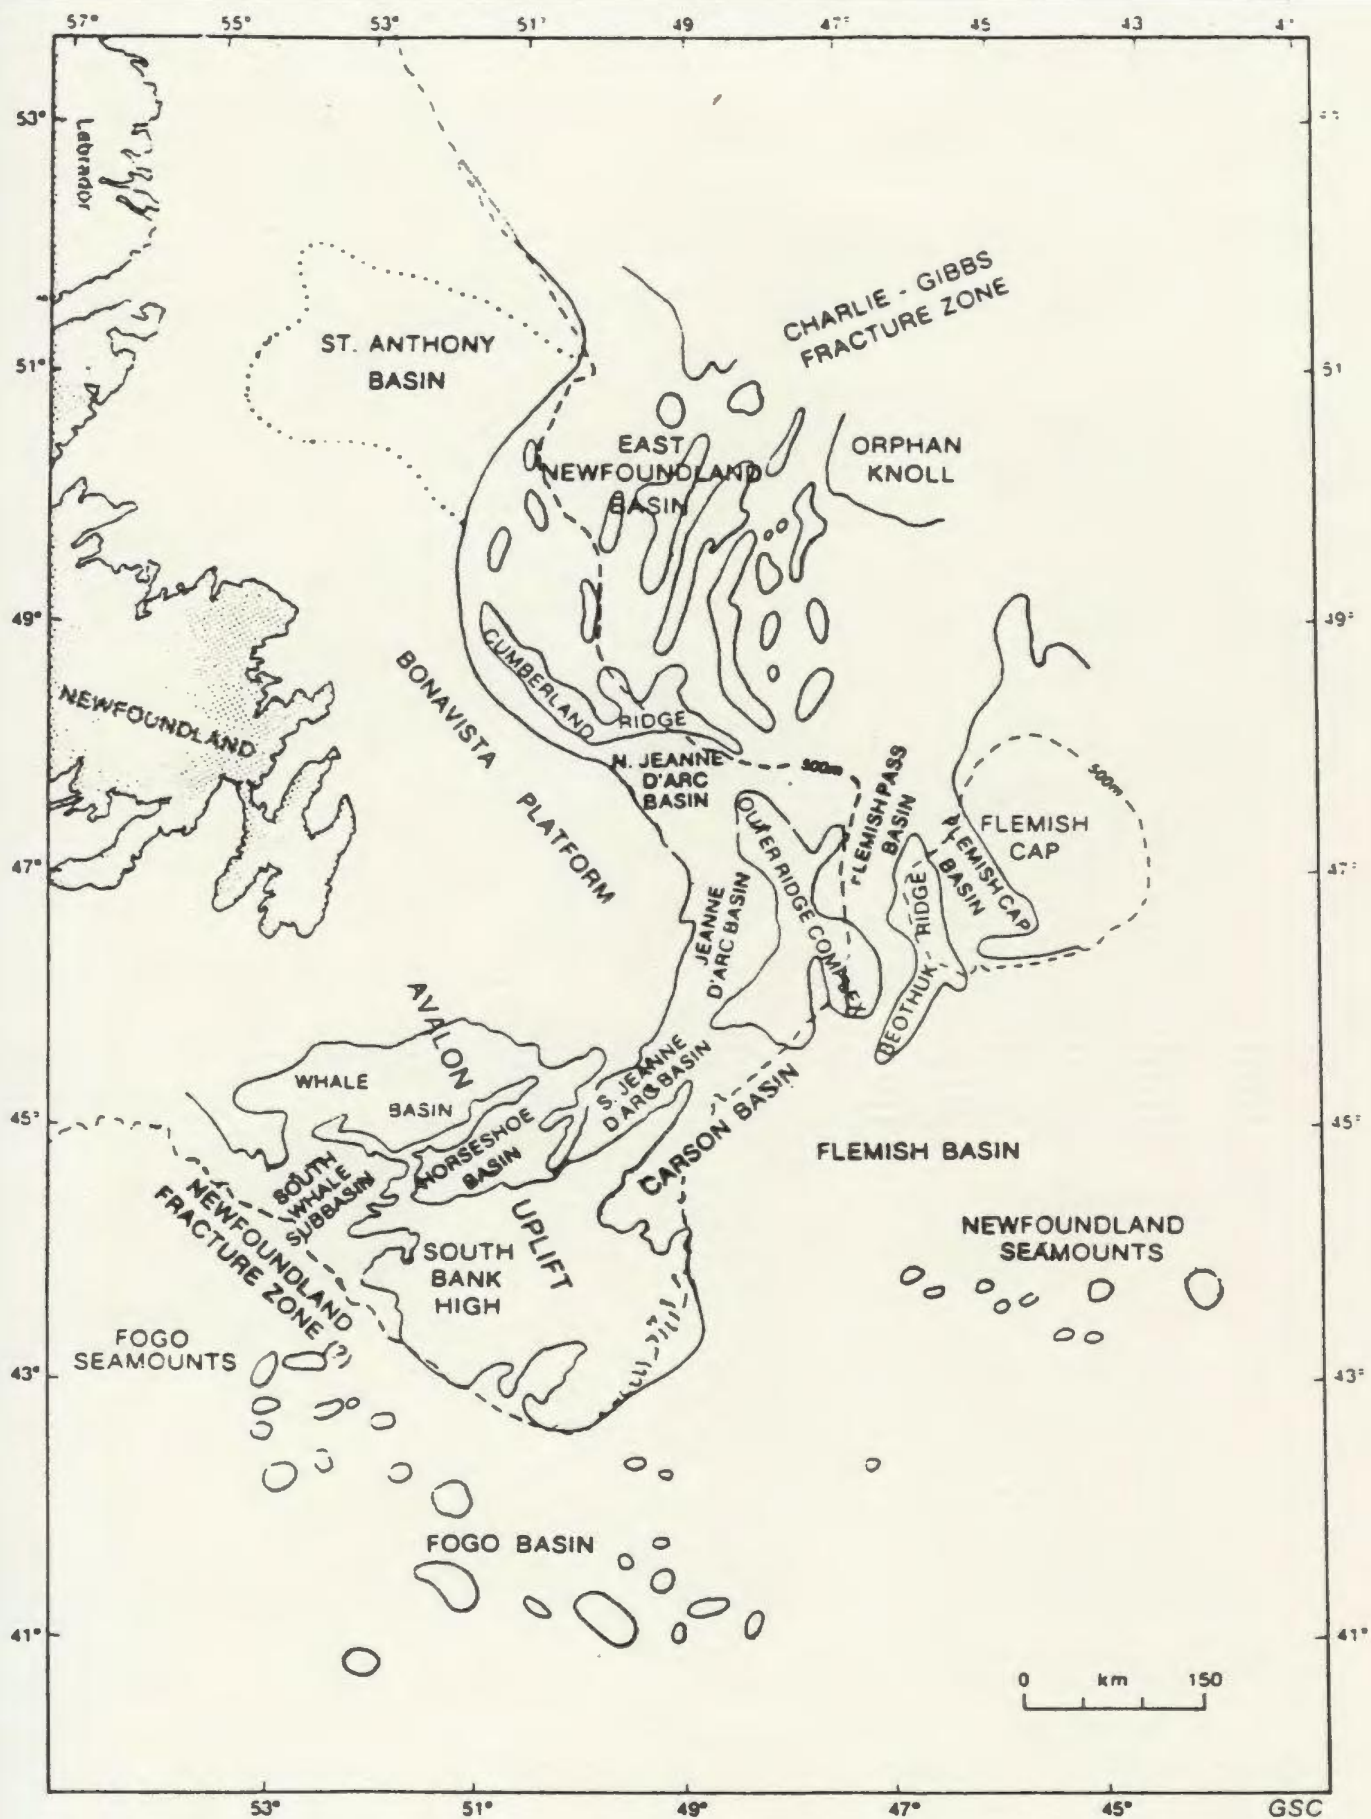 57° 55° 53° 51° 49 47° 45 43
53°
Labrador
CHARLIE - GIBBS
FRACTURE ZONE
ST. ANTHONY
BASIN
51° 51
EAST
NEWFOUNDLAND
BASIN
ORPHAN
KNOLL
49° 49°
CUMBERLAND
RIDGE
BONAVISTA
PLATFORM
NEWFOUNDLAND
N. JEANNE
D'ARC
BASIN
500m
500m
FLEMISH PASS
BASIN
OUTER RIDGE COMPLEX
FLEMISH
CAP
FLEMISH CAP
BASIN
47° 47°
JEANNE
D'ARC BASIN
BEOTHUK RIDGE
AVALON
UPLIFT
WHALE
BASIN
S. JEANNE
D'ARC BASIN
45° 45°
HORSESHOE
BASIN
CARSON BASIN
FLEMISH BASIN
SOUTH
WHALE
SUBBASIN
NEWFOUNDLAND
FRACTURE ZONE (?)
SOUTH
BANK
HIGH
NEWFOUNDLAND
SEAMOUNTS
FOGO
SEAMOUNTS
43° 43°
FOGO BASIN
41° 41°
0 km 150
53° 51° 49° 47° 45° GSC